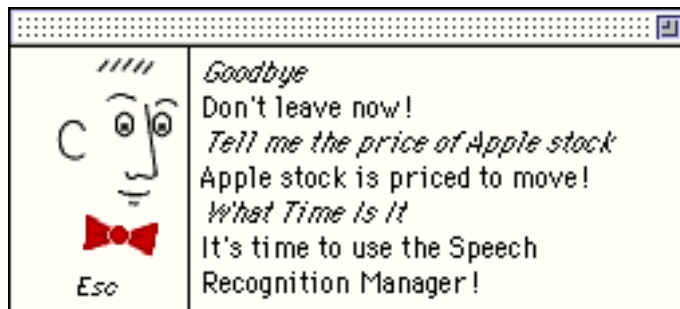 Goodbye
Don't leave now!
Tell me the price of Apple stock
Apple stock is priced to move!
What Time Is It
It's time to use the Speech
Recognition Manager!
Esc